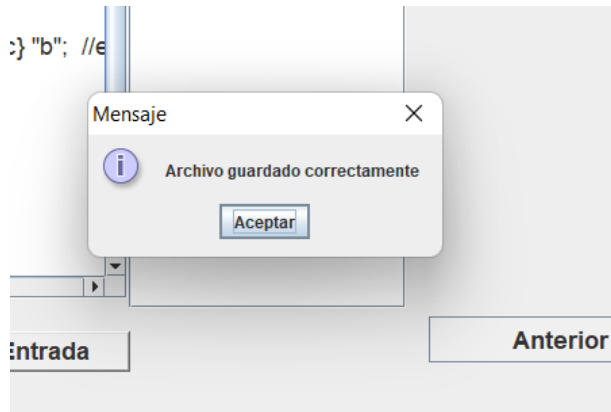 :} "b"; //e
Mensaje
Archivo guardado correctamente
Aceptar
Entrada
Anterior